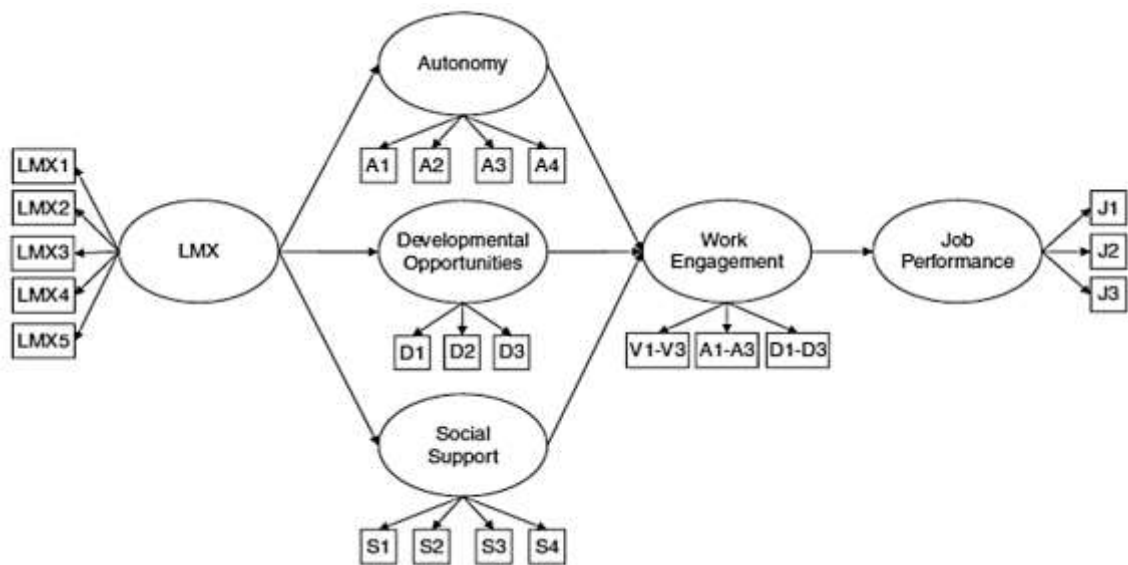 Autonomy
A1
A2
A3
A4
LMX1
LMX2
LMX3
LMX4
LMX5
LMX
Developmental
Opportunities
D1
D2
D3
Work
Engagement
V1-V3
A1-A3
D1-D3
Job
Performance
J1
J2
J3
Social
Support
S1
S2
S3
S4